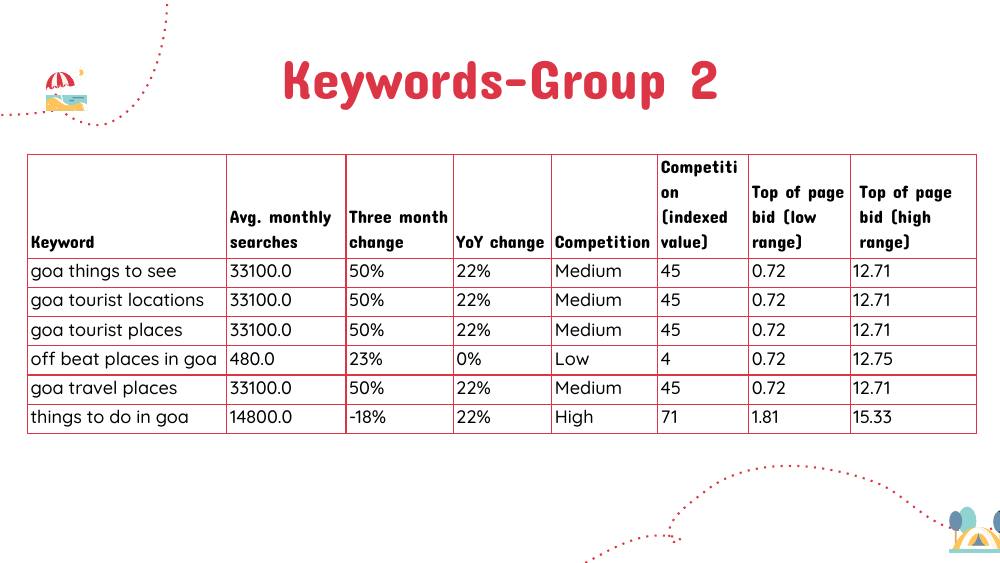 Keywords-Group 2
Keyword Avg. monthly searches Three month change YoY change Competition Competition (indexed value) Top of page bid (low range) Top of page bid (high range)
goa things to see 33100.0 50% 22% Medium 45 0.72 12.71
goa tourist locations 33100.0 50% 22% Medium 45 0.72 12.71
goa tourist places 33100.0 50% 22% Medium 45 0.72 12.71
off beat places in goa 480.0 23% 0% Low 4 0.72 12.75
goa travel places 33100.0 50% 22% Medium 45 0.72 12.71
things to do in goa 14800.0 -18% 22% High 71 1.81 15.33